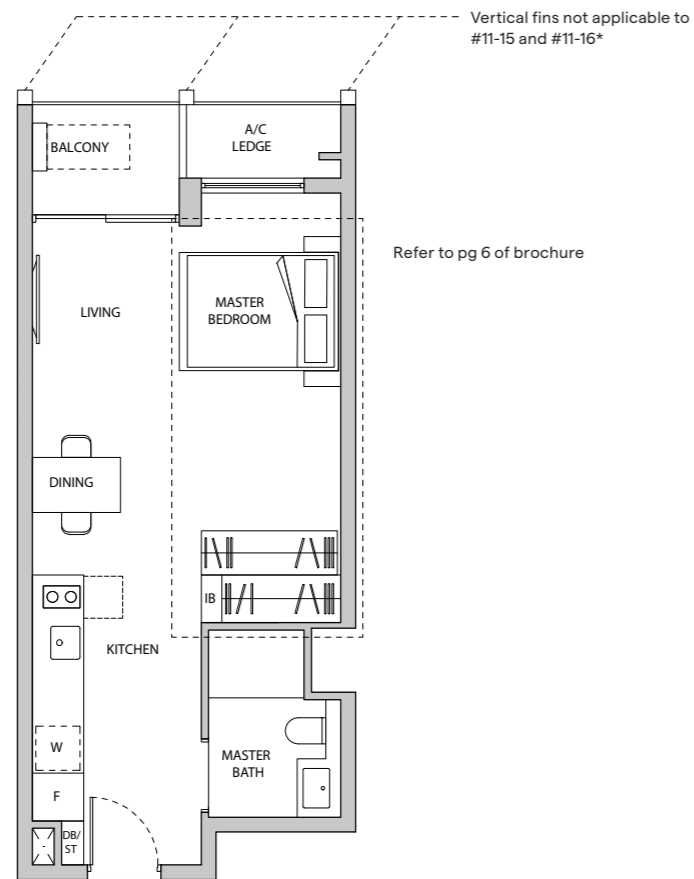 Vertical fins not applicable to
#11-15 and #11-16*
A/C
LEDGE
BALCONY
Refer to pg 6 of brochure
MASTER
BEDROOM
LIVING
DINING
IB
KITCHEN
W
MASTER
BATH
F
DB/
ST